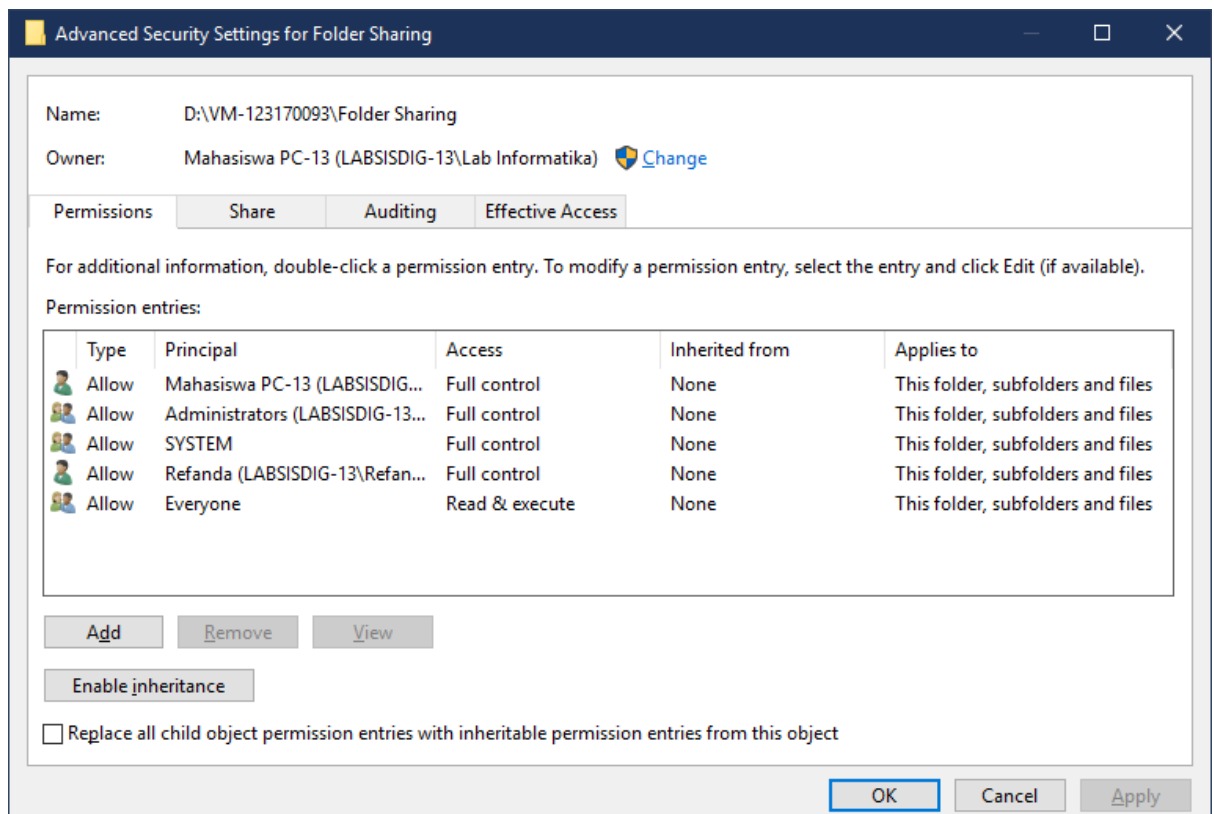 Advanced Security Settings for Folder Sharing
Name: D:\VM-123170093\Folder Sharing
Owner: Mahasiswa PC-13 (LABSISDIG-13\Lab Informatika) Change
Permissions Share Auditing Effective Access
For additional information, double-click a permission entry. To modify a permission entry, select the entry and click Edit (if available).
Permission entries:
Type Principal Access Inherited from Applies to
Allow Mahasiswa PC-13 (LABSISDIG... Full control None This folder, subfolders and files
Allow Administrators (LABSISDIG-13... Full control None This folder, subfolders and files
Allow SYSTEM Full control None This folder, subfolders and files
Allow Refanda (LABSISDIG-13\Refan... Full control None This folder, subfolders and files
Allow Everyone Read & execute None This folder, subfolders and files
Add Remove View
Enable inheritance
Replace all child object permission entries with inheritable permission entries from this object
OK Cancel Apply